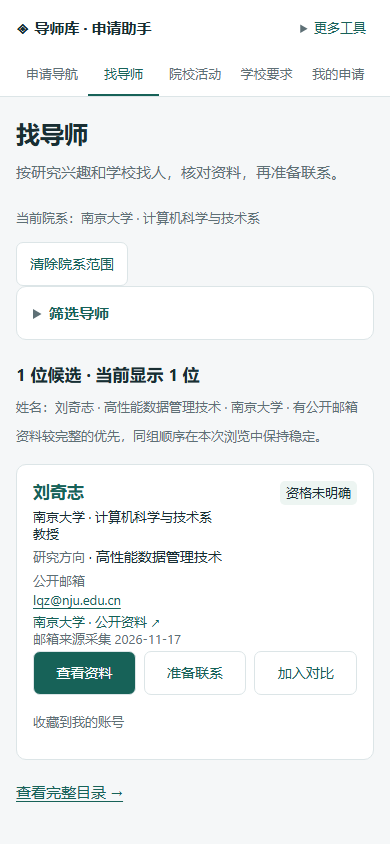 ◈ 导师库 · 申请助手
▶ 更多工具
申请导航 找导师 院校活动 学校要求 我的申请
找导师
按研究兴趣和学校找人，核对资料，再准备联系。
当前院系：南京大学 · 计算机科学与技术系
清除院系范围
▶ 筛选导师
1 位候选 · 当前显示 1 位
姓名：刘奇志 · 高性能数据管理技术 · 南京大学 · 有公开邮箱
资料较完整的优先，同组顺序在本次浏览中保持稳定。
刘奇志
资格未明确
南京大学 · 计算机科学与技术系
教授
研究方向 · 高性能数据管理技术
公开邮箱
lqz@nju.edu.cn
南京大学 · 公开资料 ↗
邮箱来源采集 2026-11-17
查看资料 准备联系 加入对比
收藏到我的账号
查看完整目录 →